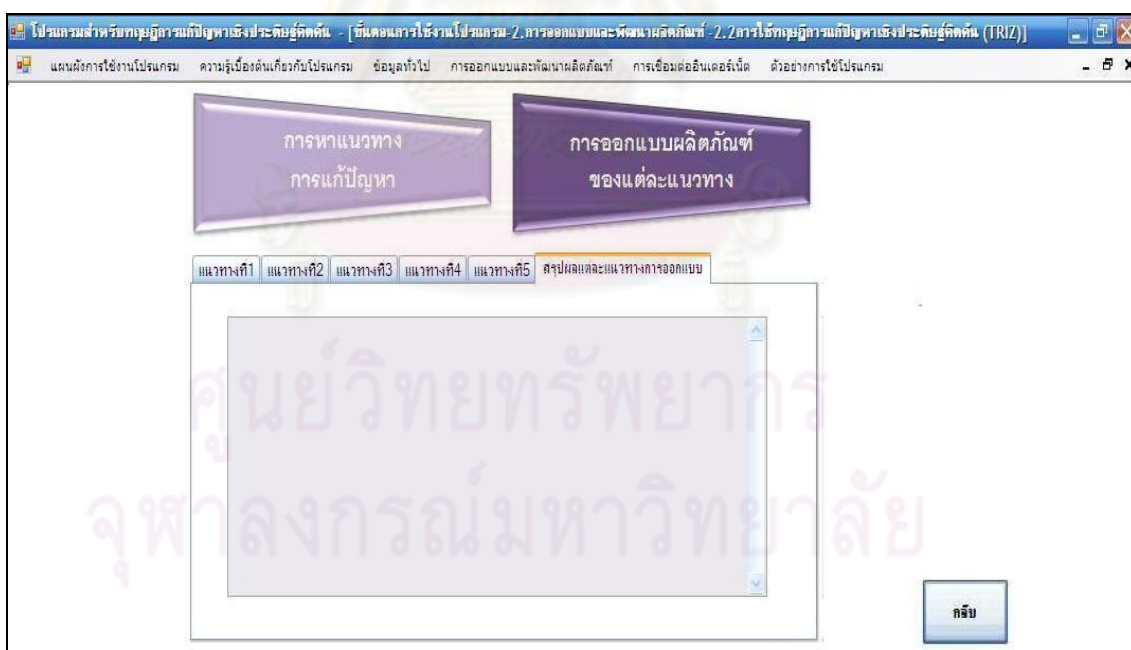 โปรแกรมสำหรับทฤษฎีการแก้ปัญหาเชิงประดิษฐ์คิดค้น - [ขั้นตอนการใช้งานโปรแกรม-2.การออกแบบและพัฒนาผลิตภัณฑ์-2.2การใช้ทฤษฎีการแก้ปัญหาเชิงประดิษฐ์คิดค้น (TRIZ)]
แผนผังการใช้งานโปรแกรม ความรู้เบื้องต้นเกี่ยวกับโปรแกรม ข้อมูลทั่วไป การออกแบบและพัฒนาผลิตภัณฑ์ การเชื่อมต่ออินเตอร์เน็ต ตัวอย่างการใช้โปรแกรม
การหาแนวทาง
การแก้ปัญหา
การออกแบบผลิตภัณฑ์
ของแต่ละแนวทาง
แนวทางที่1 แนวทางที่2 แนวทางที่3 แนวทางที่4 แนวทางที่5 สรุปผลแต่ละแนวทางการออกแบบ
ศูนย์วิทยทรัพยากร
จุฬาลงกรณ์มหาวิทยาลัย
กลับ